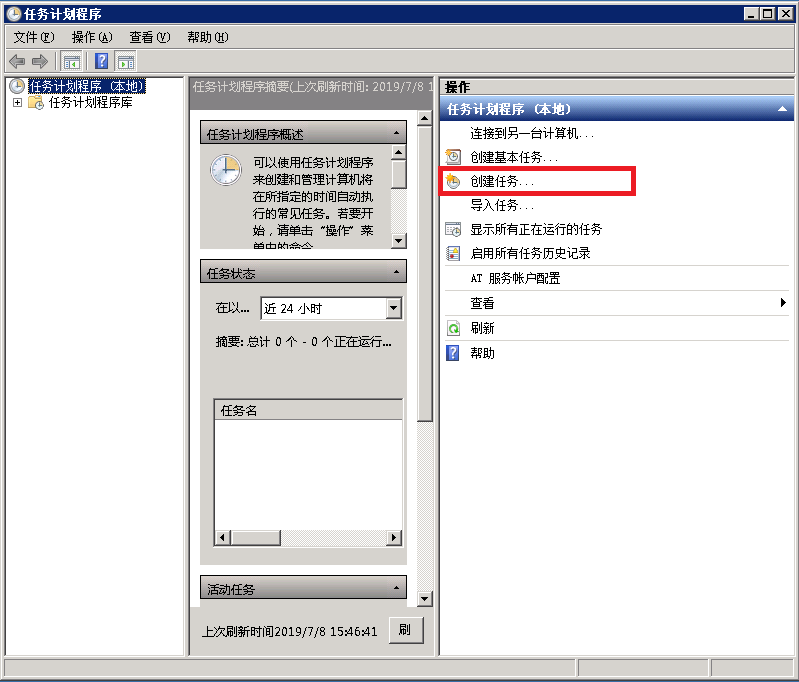 任务计划程序
文件(F) 操作(A) 查看(V) 帮助(H)
任务计划程序 (本地)
任务计划程序库
任务计划程序摘要(上次刷新时间: 2019/7/8 1
任务计划程序概述
可以使用任务计划程序
来创建和管理计算机将
在所指定的时间自动执
行的常见任务。若要开
始，请单击“操作”菜
单中的命令
任务状态
在以... 近 24 小时
摘要: 总计 0 个 - 0 个正在运行...
任务名
活动任务
上次刷新时间2019/7/8 15:46:41 刷
操作
任务计划程序 (本地)
连接到另一台计算机...
创建基本任务...
创建任务...
导入任务...
显示所有正在运行的任务
启用所有任务历史记录
AT 服务帐户配置
查看
刷新
帮助